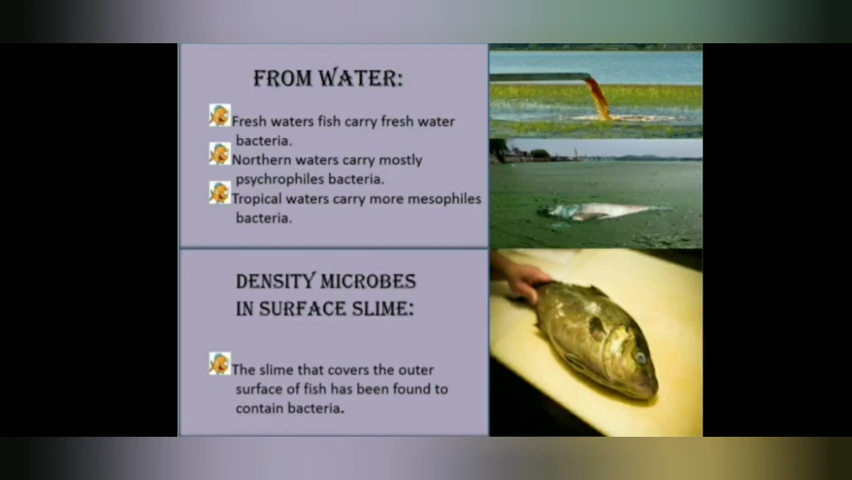 FROM WATER:
Fresh waters fish carry fresh water
bacteria.
Northern waters carry mostly
psychrophiles bacteria.
Tropical waters carry more mesophiles
bacteria.
DENSITY MICROBES
IN SURFACE SLIME:
The slime that covers the outer
surface of fish has been found to
contain bacteria.